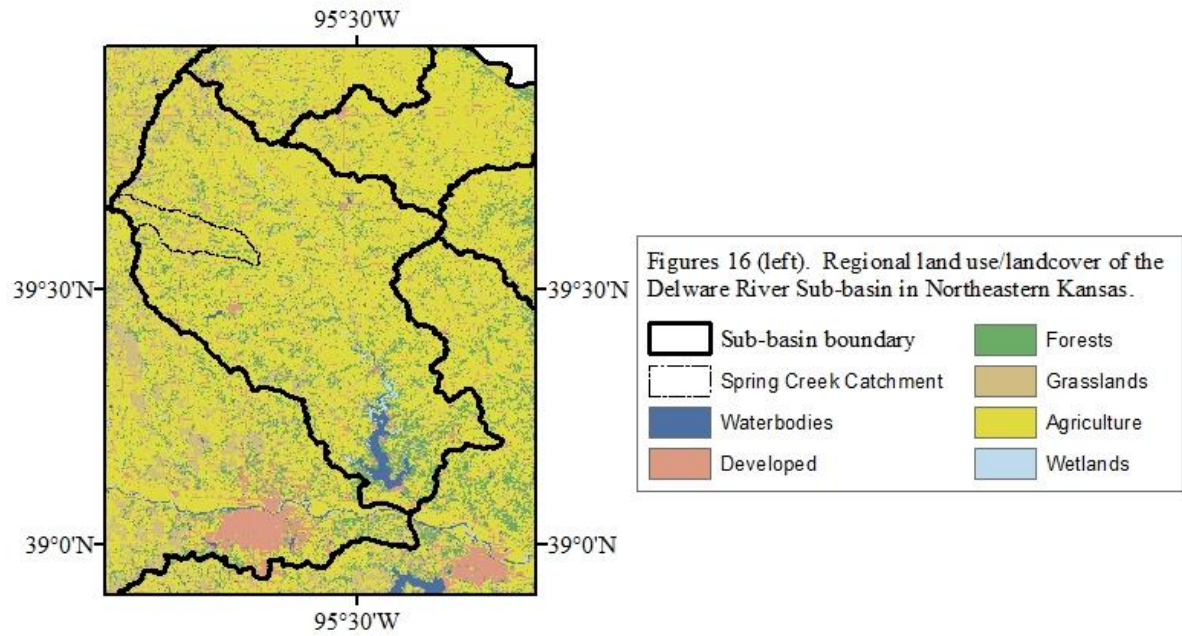 95°30'W
39°30'N
39°30'N
39°0'N
39°0'N
95°30'W
Figures 16 (left). Regional land use/landcover of the
Delware River Sub-basin in Northeastern Kansas.
Sub-basin boundary
Forests
Spring Creek Catchment
Grasslands
Waterbodies
Agriculture
Developed
Wetlands